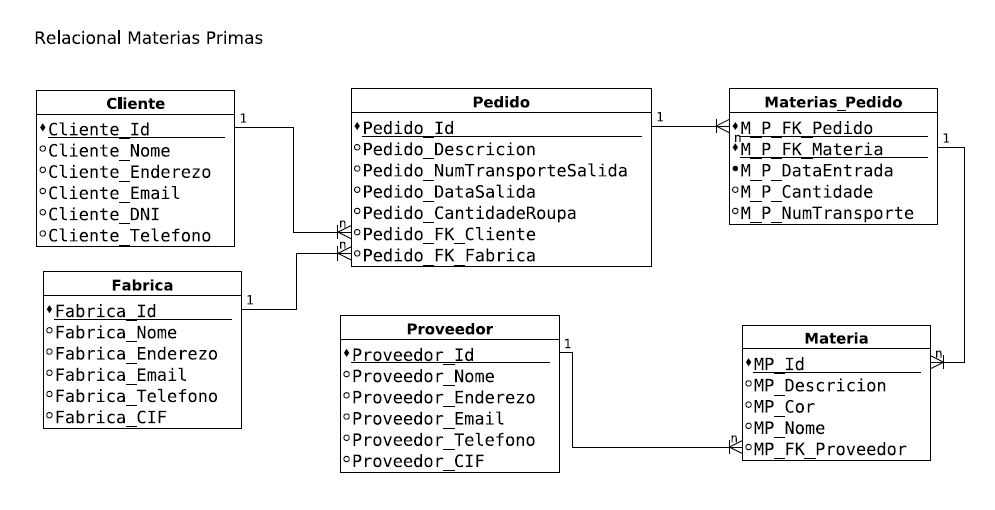 Relacional Materias Primas
Cliente
Cliente_Id
Cliente_Nome
Cliente_Enderezo
Cliente_Email
Cliente_DNI
Cliente_Telefono
1
n
Pedido
Pedido_Id
Pedido_Descricion
Pedido_NumTransporteSalida
Pedido_DataSalida
Pedido_CantidadeRoupa
Pedido_FK_Cliente
Pedido_FK_Fabrica
1
n
Materias_Pedido
M_P_FK_Pedido
M_P_FK_Materia
M_P_DataEntrada
M_P_Cantidade
M_P_NumTransporte
1
n
Fabrica
Fabrica_Id
Fabrica_Nome
Fabrica_Enderezo
Fabrica_Email
Fabrica_Telefono
Fabrica_CIF
1
n
Proveedor
Proveedor_Id
Proveedor_Nome
Proveedor_Enderezo
Proveedor_Email
Proveedor_Telefono
Proveedor_CIF
1
n
Materia
MP_Id
MP_Descricion
MP_Cor
MP_Nome
MP_FK_Proveedor